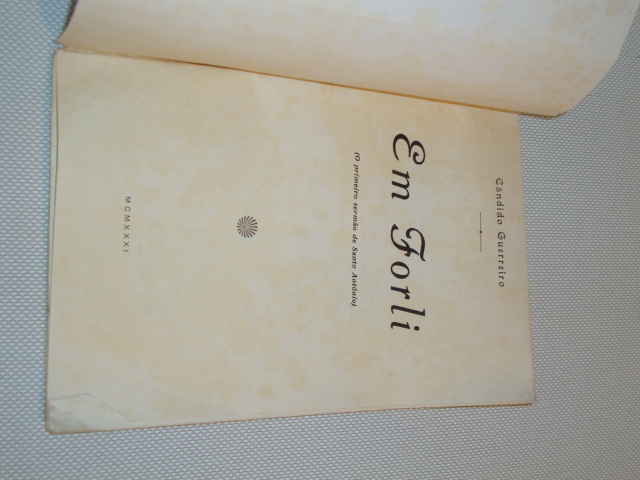 Cândido Guerreiro
Em Forli
(O primeiro sermão de Santo António)
MCMXXXI